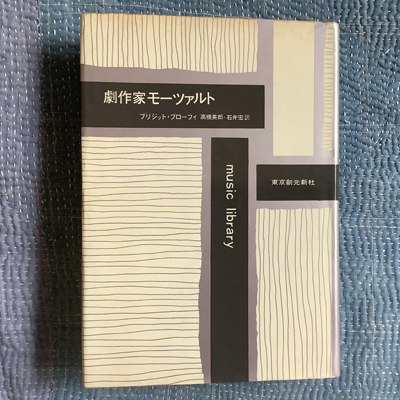 劇作家モーツァルト
ブリジット・ブローフィ 高橋英郎・石井宏 訳
music library
東京創元新社